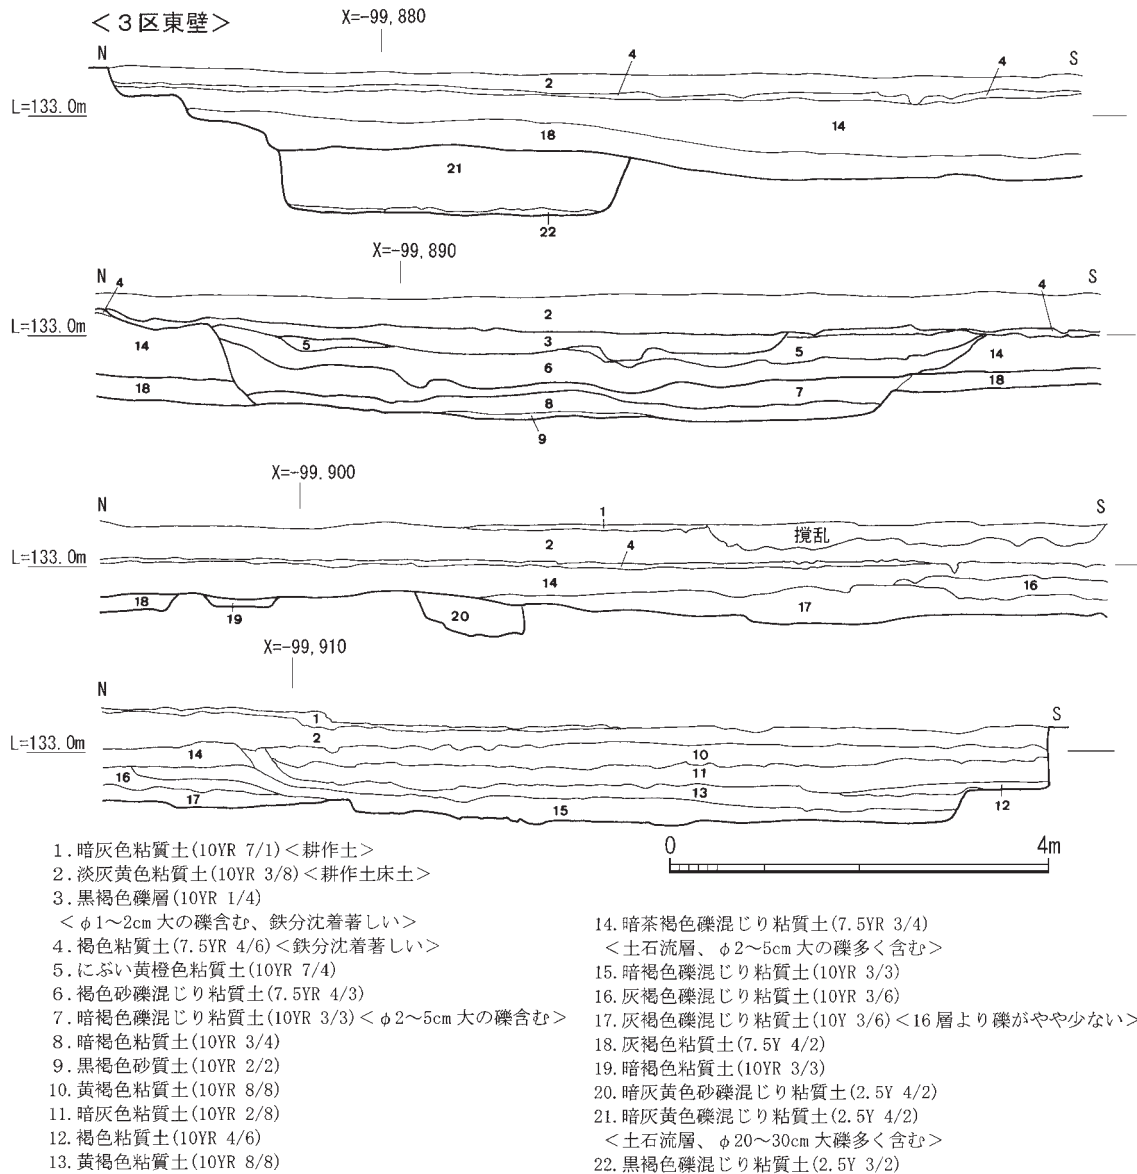 ＜３区東壁＞
X=-99,880
N
S
4
4
2
L=133.0m
14
18
21
22
X=-99,890
N
S
4
4
2
L=133.0m
14
5
3
5
14
6
18
7
18
8
9
X=-99.900
N
S
1
撹乱
2
4
L=133.0m
14
16
18
19
20
17
X=-99,910
N
S
1
2
L=133.0m
14
10
11
16
13
17
15
12
0
4m
1.暗灰色粘質土(10YR 7/1)＜耕作土＞
2.淡灰黄色粘質土(10YR 3/8)＜耕作土床土＞
3.黒褐色礫層(10YR 1/4)
＜φ1～2cm 大の礫含む、鉄分沈着著しい＞
4.褐色粘質土(7.5YR 4/6)＜鉄分沈着著しい＞
5.にぶい黄橙色粘質土(10YR 7/4)
6.褐色砂礫混じり粘質土(7.5YR 4/3)
7.暗褐色礫混じり粘質土(10YR 3/3)＜φ2～5cm 大の礫含む＞
8.暗褐色粘質土(10YR 3/4)
9.黒褐色砂質土(10YR 2/2)
10.黄褐色粘質土(10YR 8/8)
11.暗灰色粘質土(10YR 2/8)
12.褐色粘質土(10YR 4/6)
13.黄褐色粘質土(10YR 8/8)
14.暗茶褐色礫混じり粘質土(7.5YR 3/4)
＜土石流層、φ2～5cm 大の礫多く含む＞
15.暗褐色礫混じり粘質土(10YR 3/3)
16.灰褐色礫混じり粘質土(10YR 3/6)
17.灰褐色礫混じり粘質土(10Y 3/6)＜16 層より礫がやや少ない＞
18.灰褐色粘質土(7.5Y 4/2)
19.暗褐色粘質土(10YR 3/3)
20.暗灰黄色砂礫混じり粘質土(2.5Y 4/2)
21.暗灰黄色礫混じり粘質土(2.5Y 4/2)
＜土石流層、φ20～30cm 大礫多く含む＞
22.黒褐色礫混じり粘質土(2.5Y 3/2)